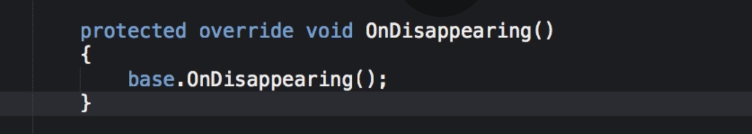 protected override void OnDisappearing()
{
base.OnDisappearing();
}